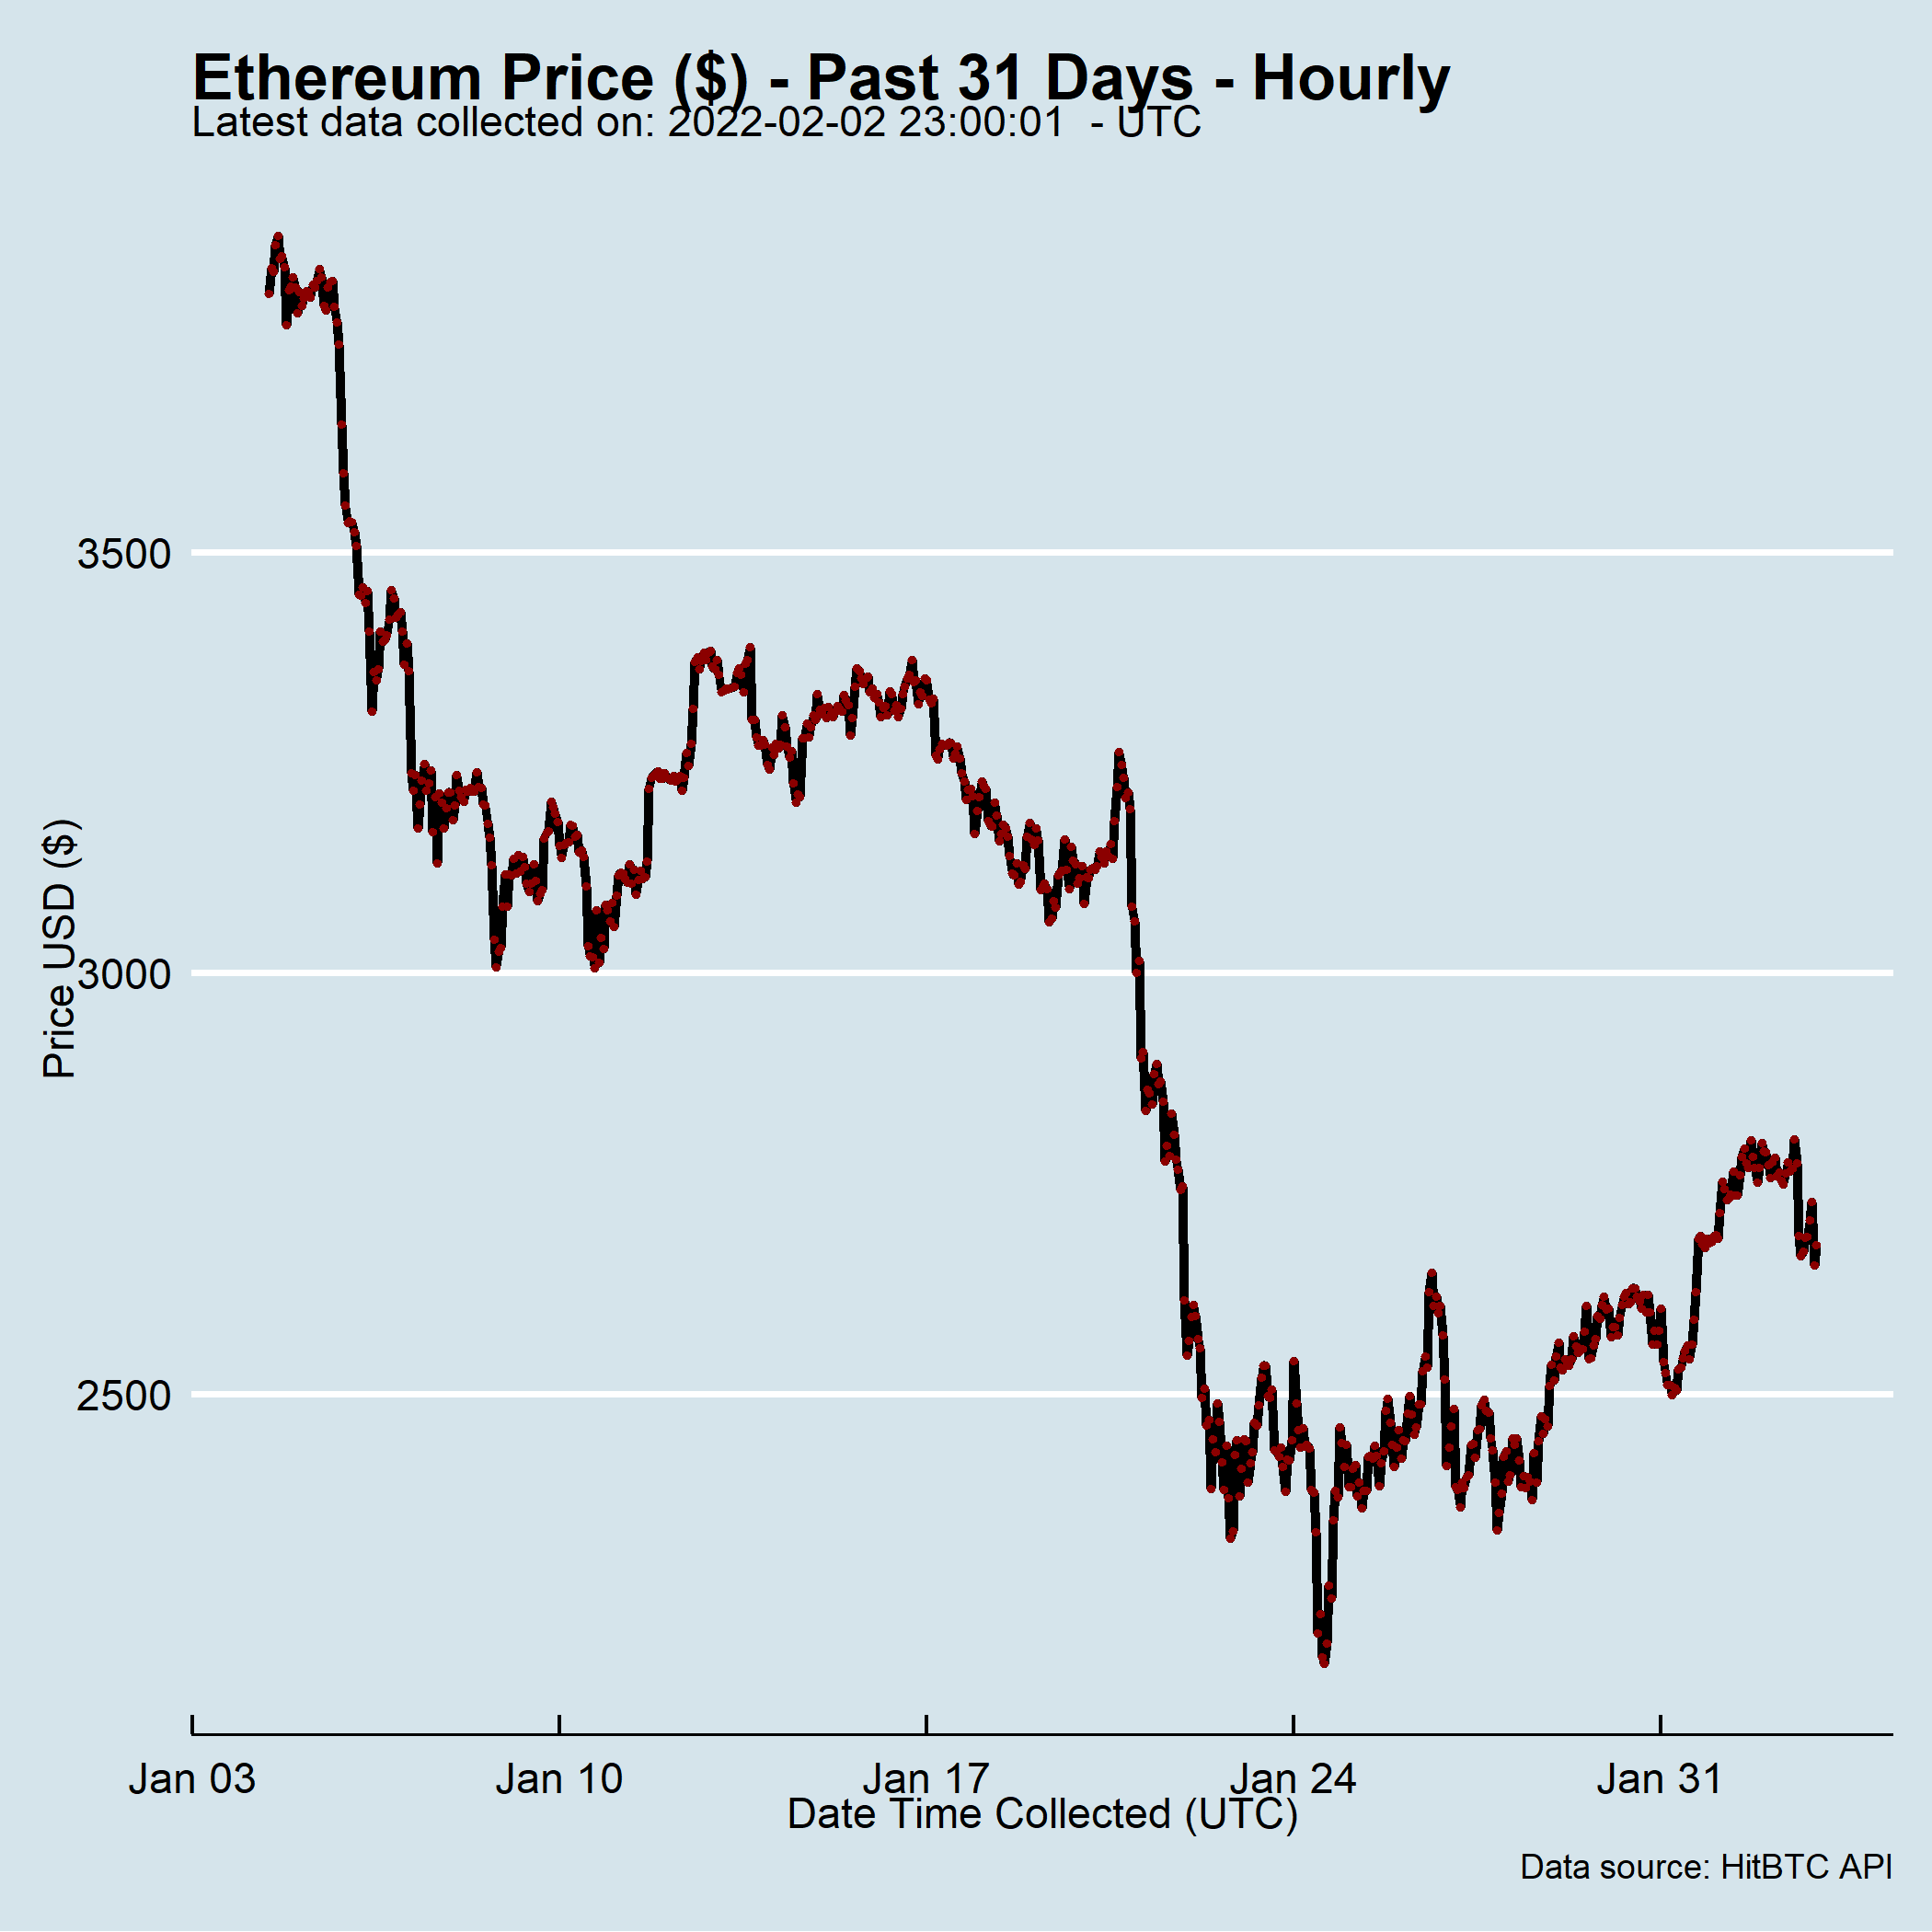 Ethereum Price ($) - Past 31 Days - Hourly
Latest data collected on: 2022-02-02 23:00:01  - UTC
Price USD ($)
3500
3000
2500
Jan 03
Jan 10
Jan 17
Jan 24
Jan 31
Date Time Collected (UTC)
Data source: HitBTC API